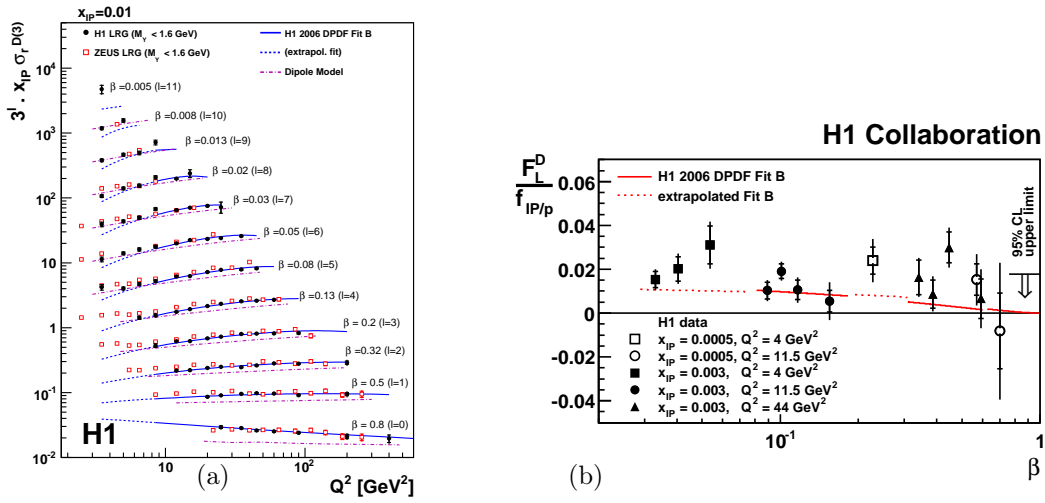 x_IP=0.01
H1 LRG (M_Y < 1.6 GeV)
ZEUS LRG (M_Y < 1.6 GeV)
H1 2006 DPDF Fit B
(extrapol. fit)
Dipole Model
3^l · x_IP σ_r^D(3)
10^4
10^3
10^2
10
1
10^-1
10^-2
β =0.005 (l=11)
β =0.008 (l=10)
β =0.013 (l=9)
β =0.02 (l=8)
β =0.03 (l=7)
β =0.05 (l=6)
β =0.08 (l=5)
β =0.13 (l=4)
β =0.2 (l=3)
β =0.32 (l=2)
β =0.5 (l=1)
β =0.8 (l=0)
H1
10
10^2
Q^2 [GeV^2]
(a)
H1 Collaboration
F_L^D
f_IP/p
0.06
0.04
0.02
0
-0.02
-0.04
H1 2006 DPDF Fit B
extrapolated Fit B
95% CL
upper limit
H1 data
x_IP = 0.0005, Q^2 = 4 GeV^2
x_IP = 0.0005, Q^2 = 11.5 GeV^2
x_IP = 0.003, Q^2 = 4 GeV^2
x_IP = 0.003, Q^2 = 11.5 GeV^2
x_IP = 0.003, Q^2 = 44 GeV^2
10^-1
1
β
(b)